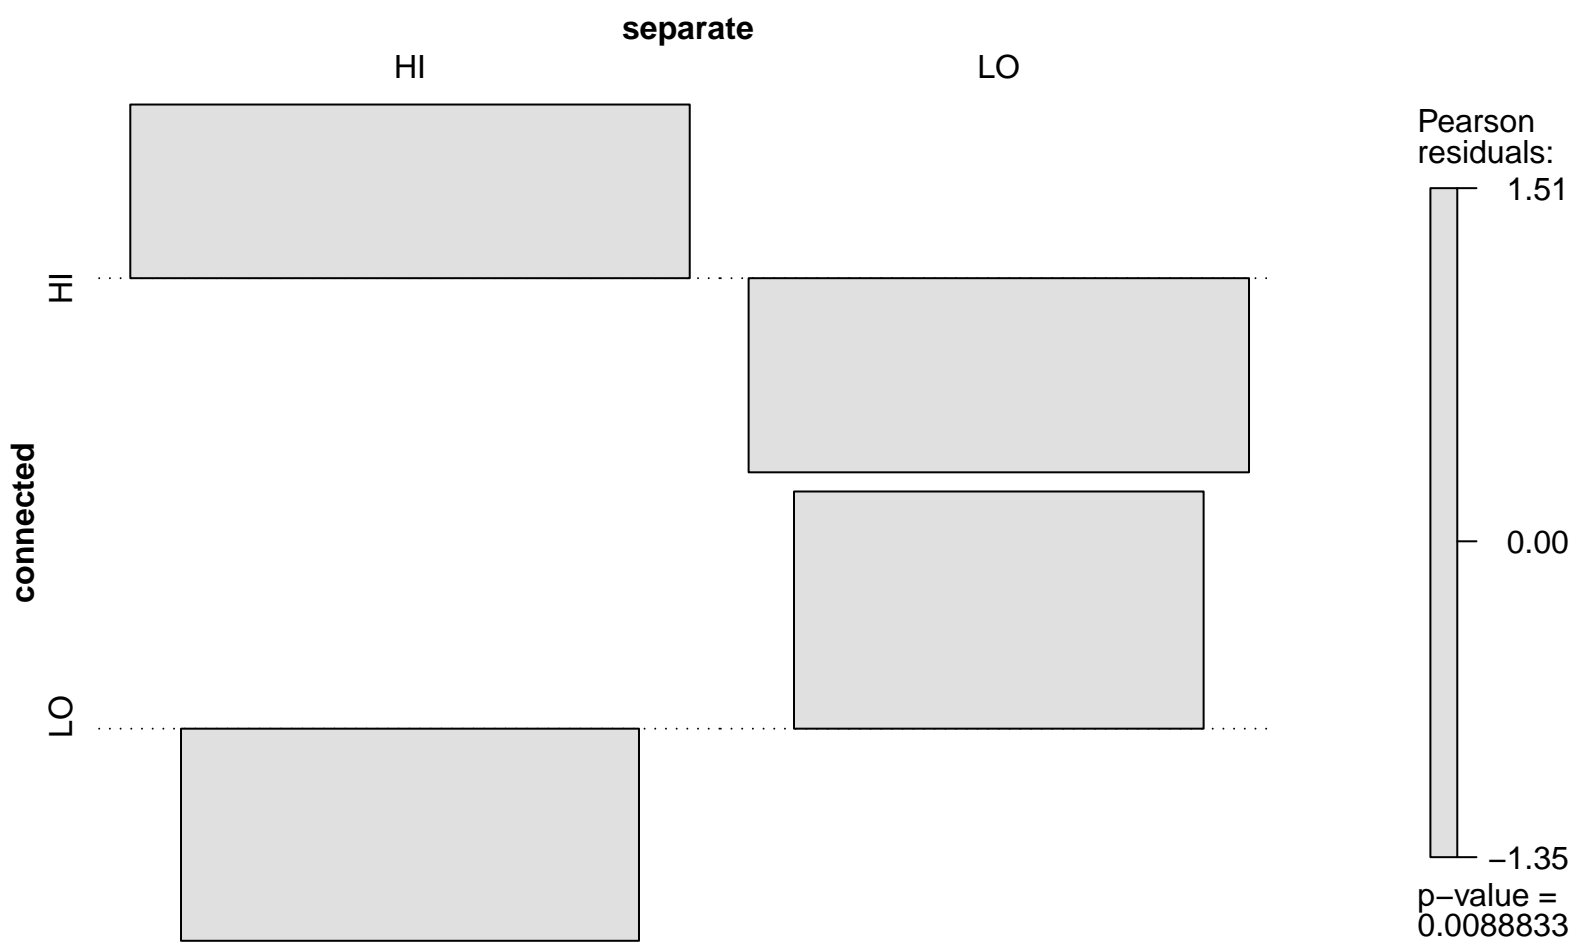 separate
HI
LO
Pearson
residuals:
1.51
HI
connected
0.00
LO
−1.35
p−value =
0.0088833